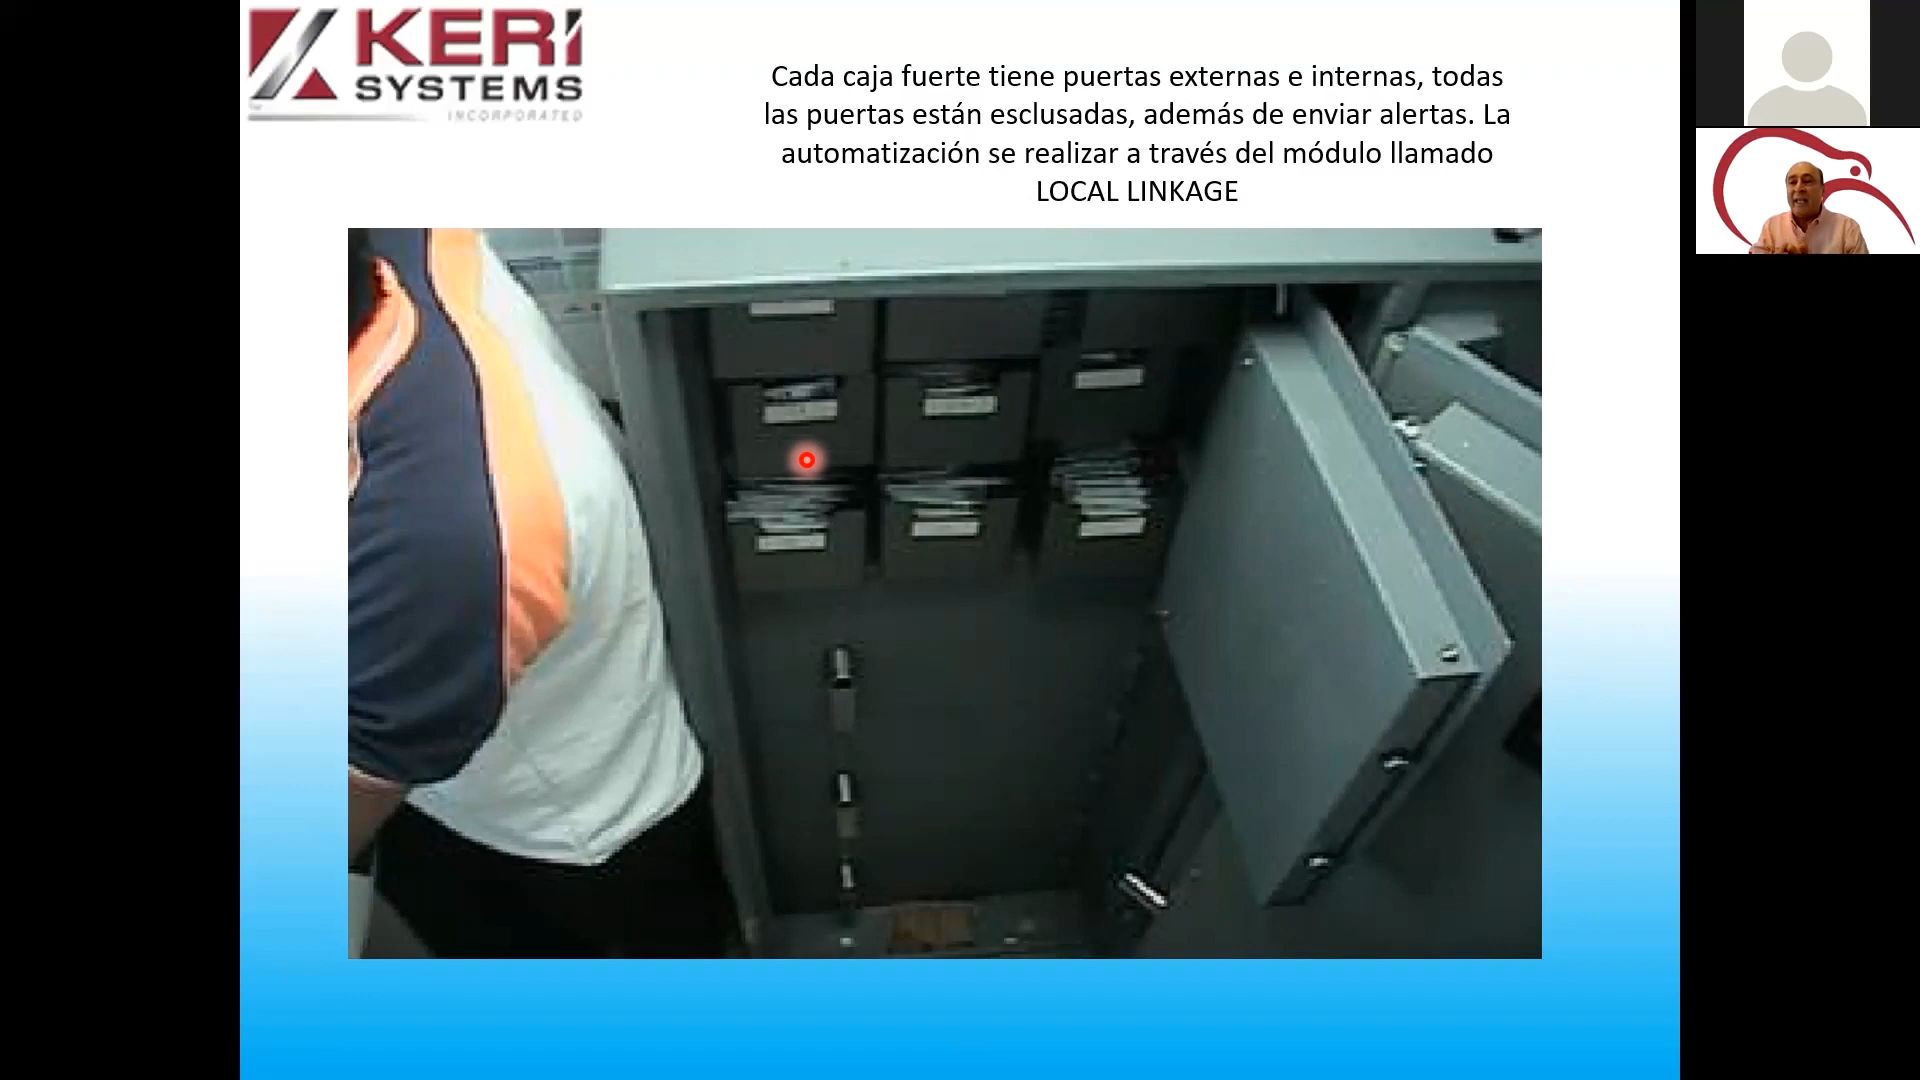 KERI
SYSTEMS
INCORPORATED
Cada caja fuerte tiene puertas externas e internas, todas
las puertas están esclusadas, además de enviar alertas. La
automatización se realizar a través del módulo llamado
LOCAL LINKAGE